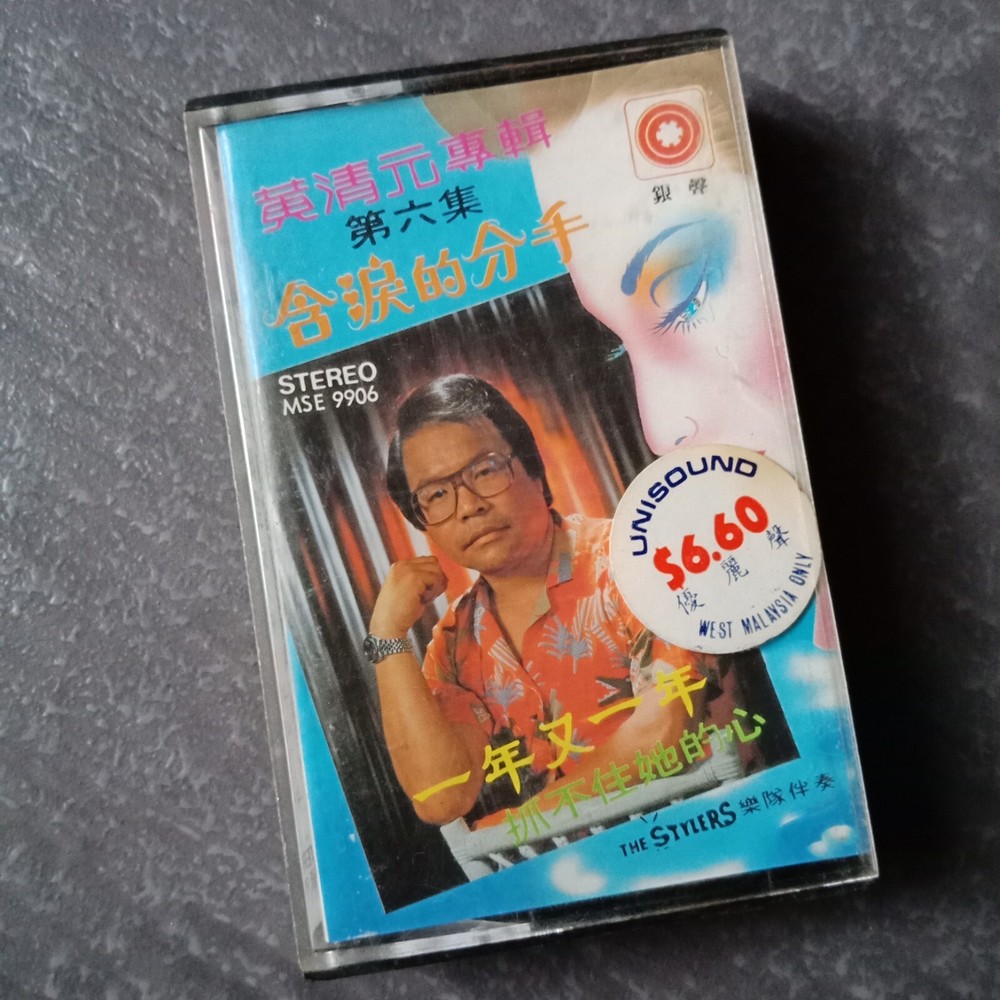 黃清元專輯
第六集
含淚的分手
銀聲
STEREO
MSE 9906
UNISOUND
$6.60
優麗聲
WEST MALAYSIA ONLY
一年又一年
抓不住她的心
THE STYLERS 樂隊伴奏